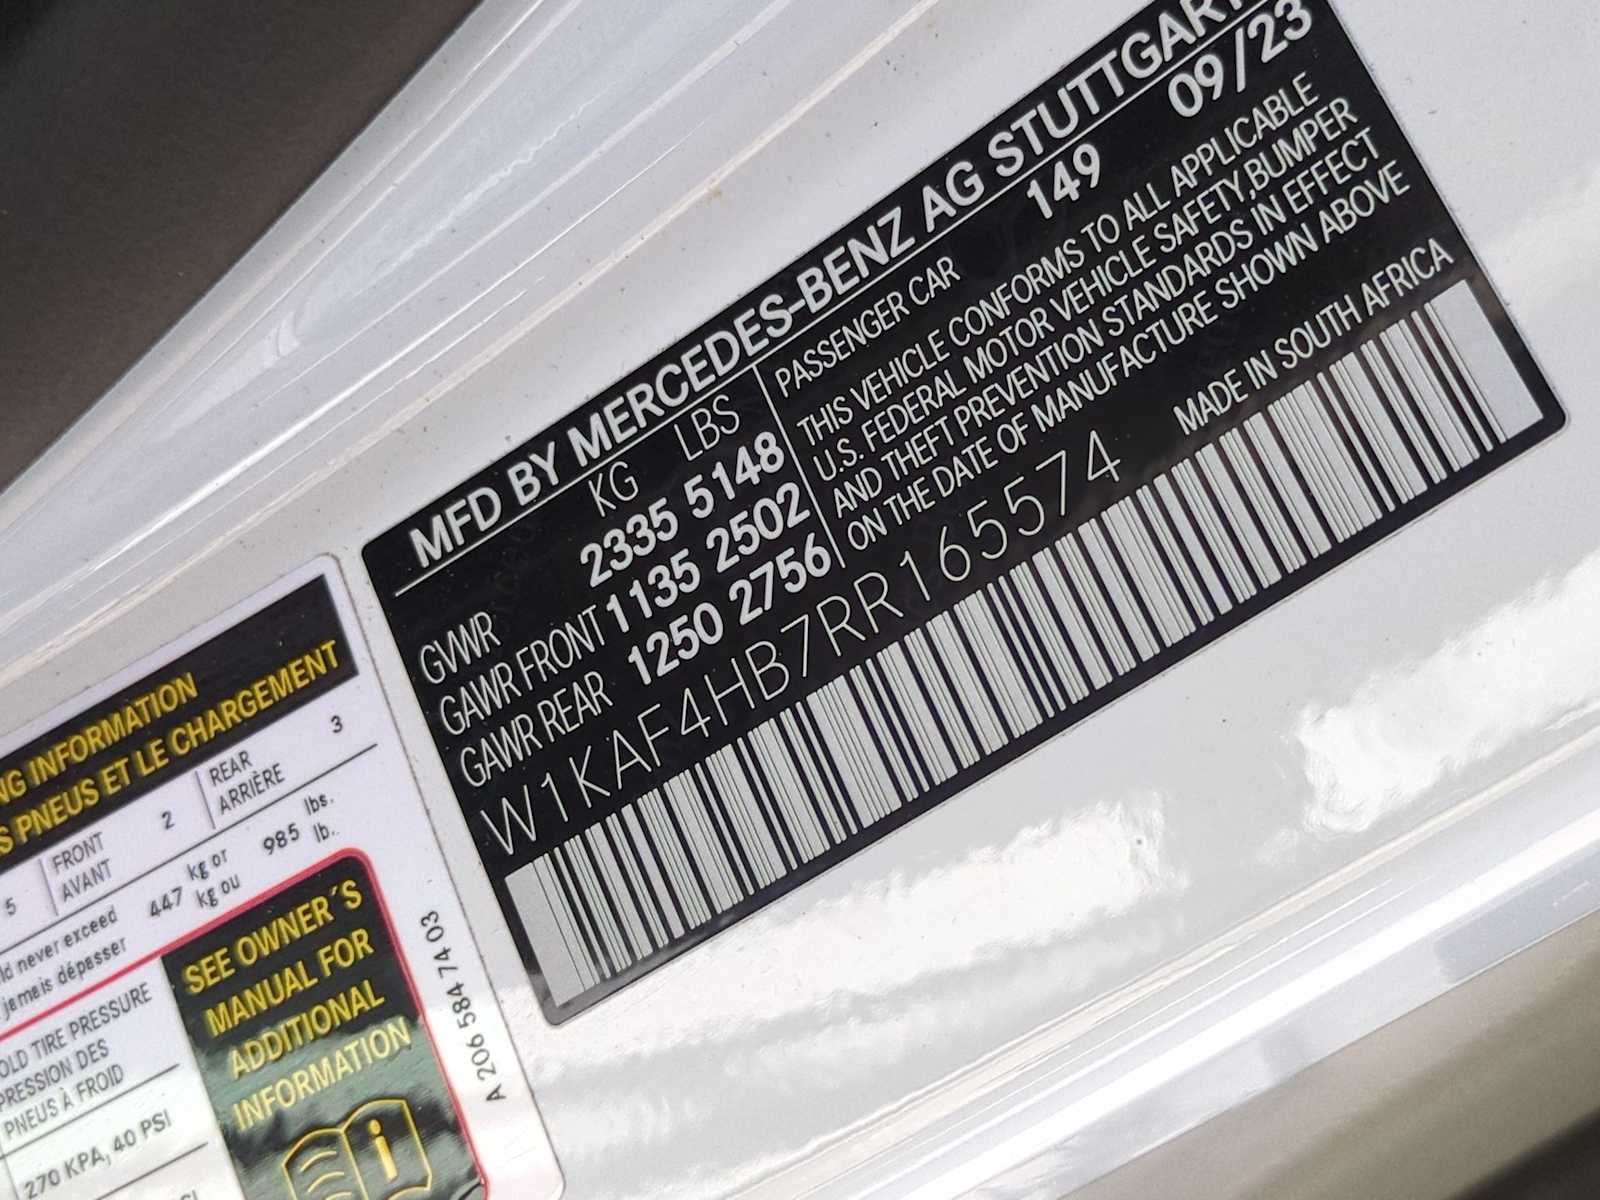 MFD BY MERCEDES-BENZ AG STUTTGART
KG LBS
GVWR 2335 5148
GAWR FRONT 1135 2502
GAWR REAR 1250 2756
149 09/23
PASSENGER CAR
THIS VEHICLE CONFORMS TO ALL APPLICABLE
U.S. FEDERAL MOTOR VEHICLE SAFETY,BUMPER
AND THEFT PREVENTION STANDARDS IN EFFECT
ON THE DATE OF MANUFACTURE SHOWN ABOVE
MADE IN SOUTH AFRICA
W1KAF4HB7RR165574
INFORMATION
PNEUS ET LE CHARGEMENT
5 FRONT 2 REAR 3
AVANT ARRIÈRE
never exceed 447 kg or 985 lbs.
jamais dépasser kg ou lb.
TIRE PRESSURE
DES
PNEUS À FROID
270 KPA, 40 PSI
SEE OWNER´S
MANUAL FOR
ADDITIONAL
INFORMATION
i
A 206 584 74 03